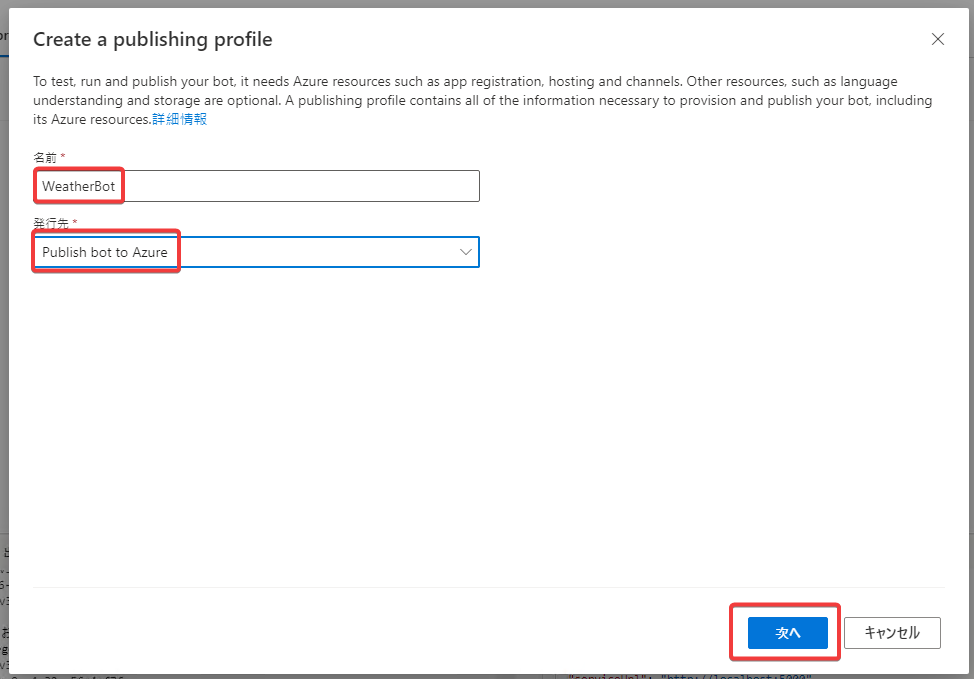 Create a publishing profile
To test, run and publish your bot, it needs Azure resources such as app registration, hosting and channels. Other resources, such as language
understanding and storage are optional. A publishing profile contains all of the information necessary to provision and publish your bot, including
its Azure resources.詳細情報
名前 *
WeatherBot
発行先 *
Publish bot to Azure
次へ
キャンセル